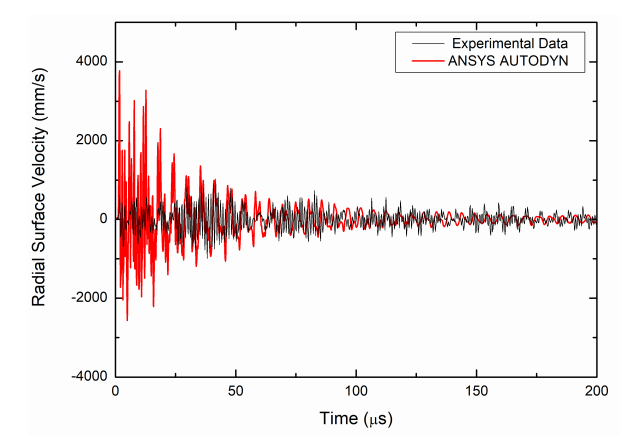 Experimental Data
ANSYS AUTODYN
4000
2000
0
-2000
-4000
Radial Surface Velocity (mm/s)
0
50
100
150
200
Time (μs)